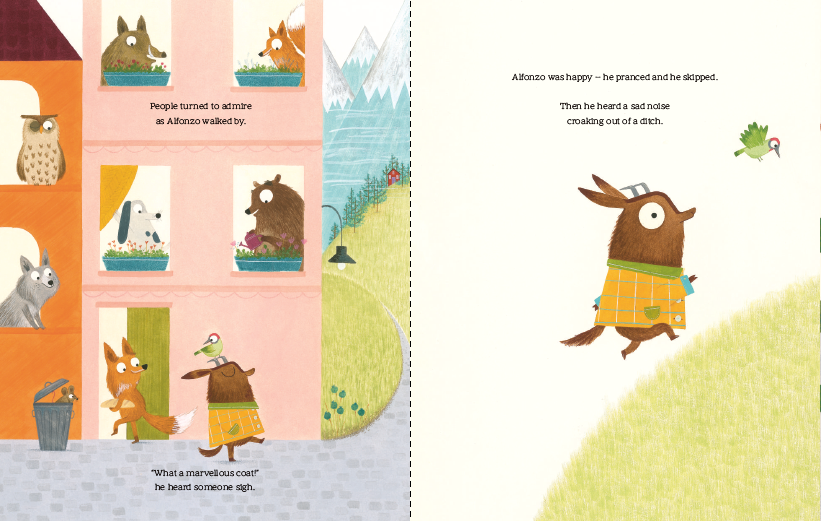 People turned to admire
as Alfonzo walked by.
"What a marvellous coat!"
he heard someone sigh.
Alfonzo was happy – he pranced and he skipped.
Then he heard a sad noise
croaking out of a ditch.